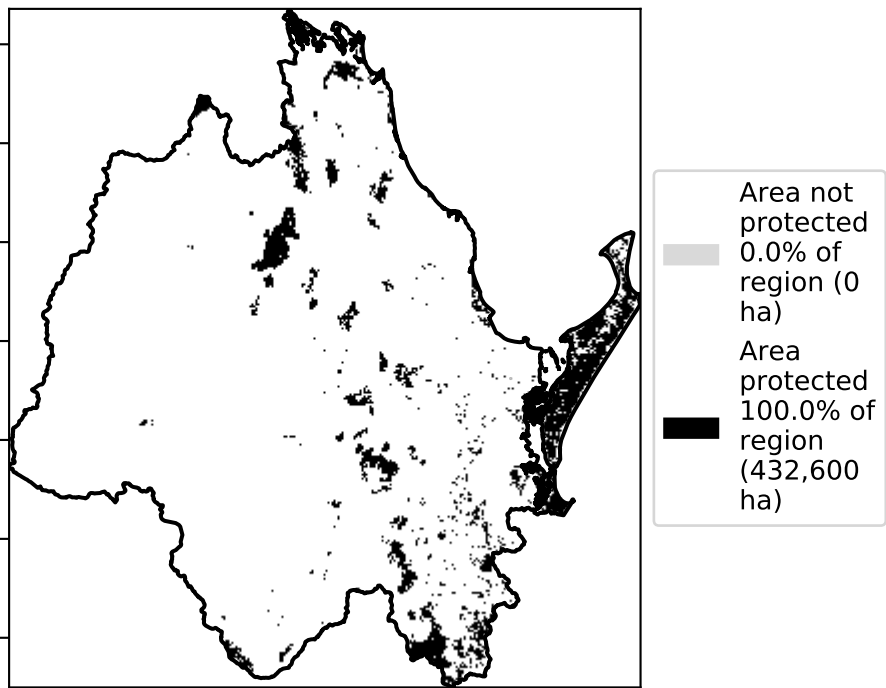 Area not
protected
0.0% of
region (0
ha)
Area
protected
100.0% of
region
(432,600
ha)